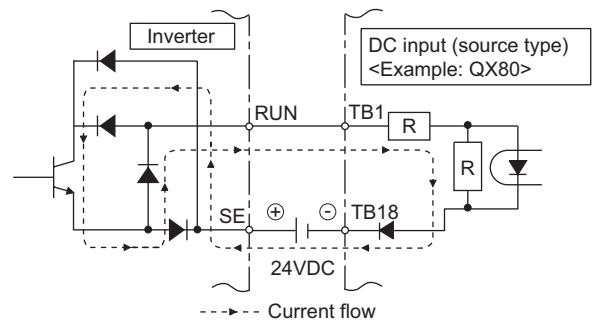 Inverter
DC input (source type)
<Example: QX80>
RUN
TB1
R
R
SE
⊕
⊖
TB18
24VDC
Current flow